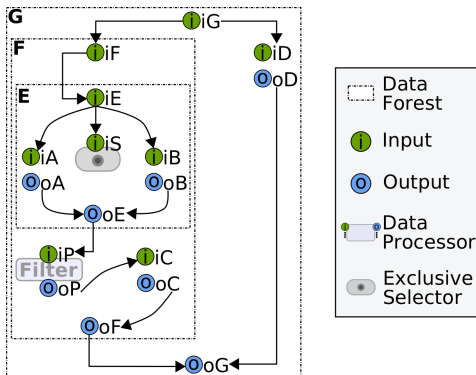 G
iG
F
iF
iD
oD
E
iE
iS
iA
iB
oA
oB
oE
iP
iC
Filter
oP
oC
oF
oG
Data
Forest
Input
Output
Data
Processor
Exclusive
Selector